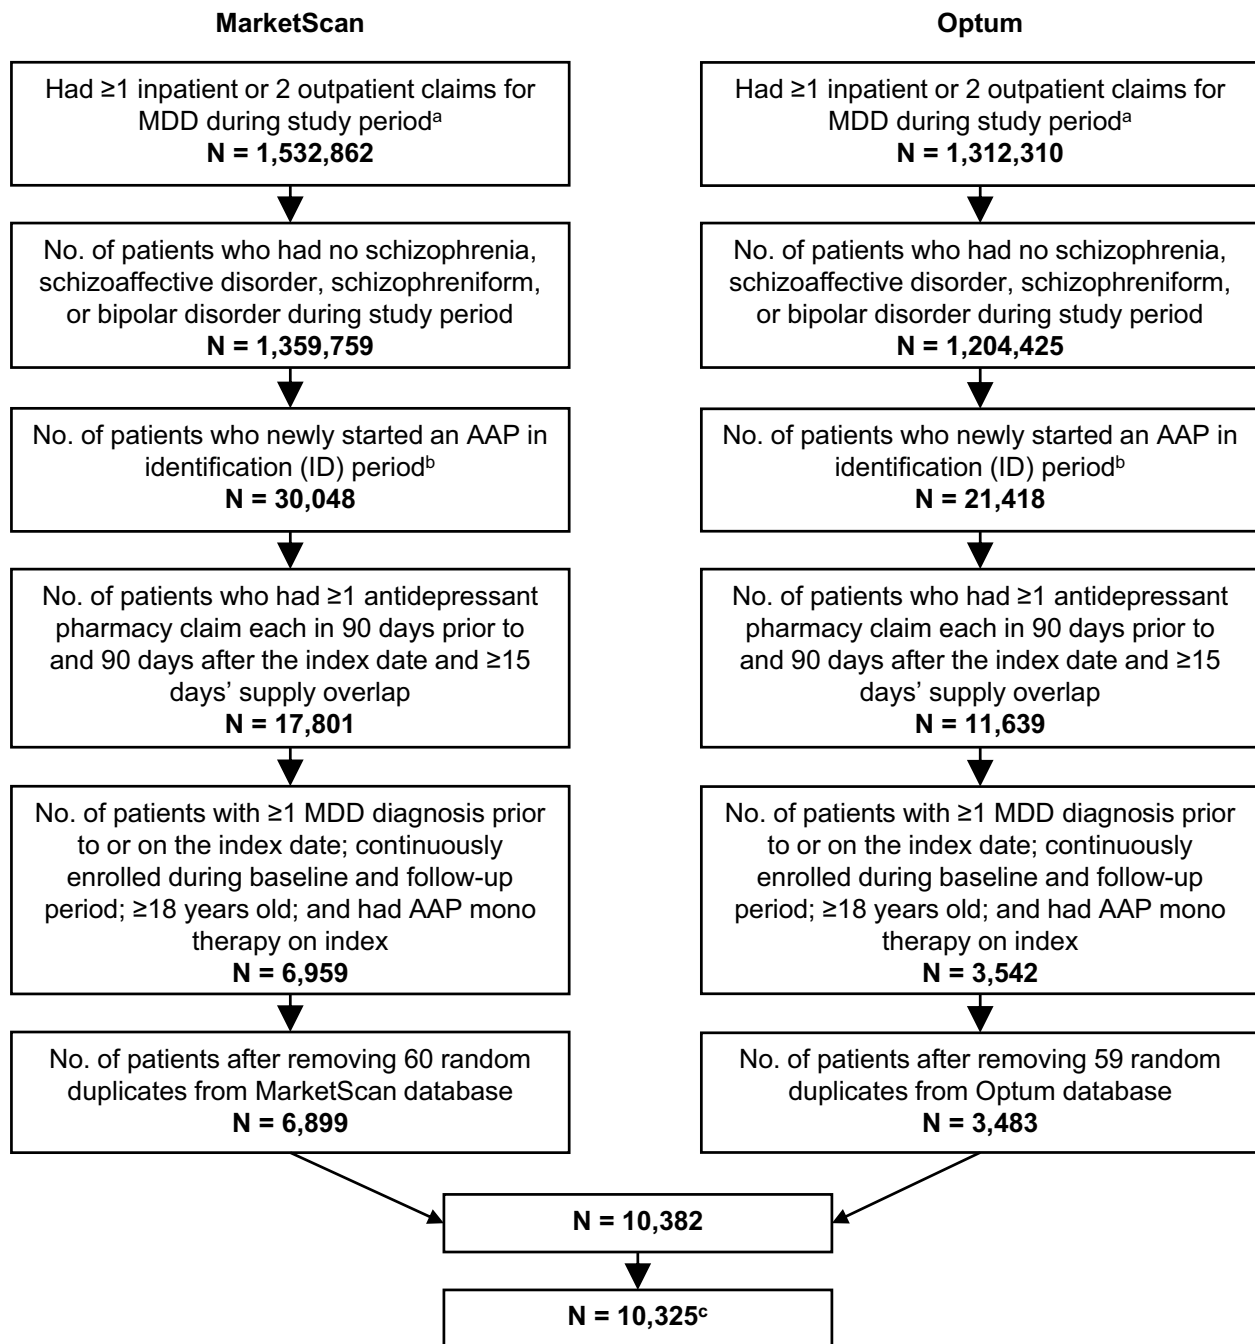 MarketScan
Had ≥1 inpatient or 2 outpatient claims for
MDD during study periodᵃ
N = 1,532,862
No. of patients who had no schizophrenia,
schizoaffective disorder, schizophreniform,
or bipolar disorder during study period
N = 1,359,759
No. of patients who newly started an AAP in
identification (ID) periodᵇ
N = 30,048
No. of patients who had ≥1 antidepressant
pharmacy claim each in 90 days prior to
and 90 days after the index date and ≥15
days’ supply overlap
N = 17,801
No. of patients with ≥1 MDD diagnosis prior
to or on the index date; continuously
enrolled during baseline and follow-up
period; ≥18 years old; and had AAP mono
therapy on index
N = 6,959
No. of patients after removing 60 random
duplicates from MarketScan database
N = 6,899
Optum
Had ≥1 inpatient or 2 outpatient claims for
MDD during study periodᵃ
N = 1,312,310
No. of patients who had no schizophrenia,
schizoaffective disorder, schizophreniform,
or bipolar disorder during study period
N = 1,204,425
No. of patients who newly started an AAP in
identification (ID) periodᵇ
N = 21,418
No. of patients who had ≥1 antidepressant
pharmacy claim each in 90 days prior to
and 90 days after the index date and ≥15
days’ supply overlap
N = 11,639
No. of patients with ≥1 MDD diagnosis prior
to or on the index date; continuously
enrolled during baseline and follow-up
period; ≥18 years old; and had AAP mono
therapy on index
N = 3,542
No. of patients after removing 59 random
duplicates from Optum database
N = 3,483
N = 10,382
N = 10,325ᶜ